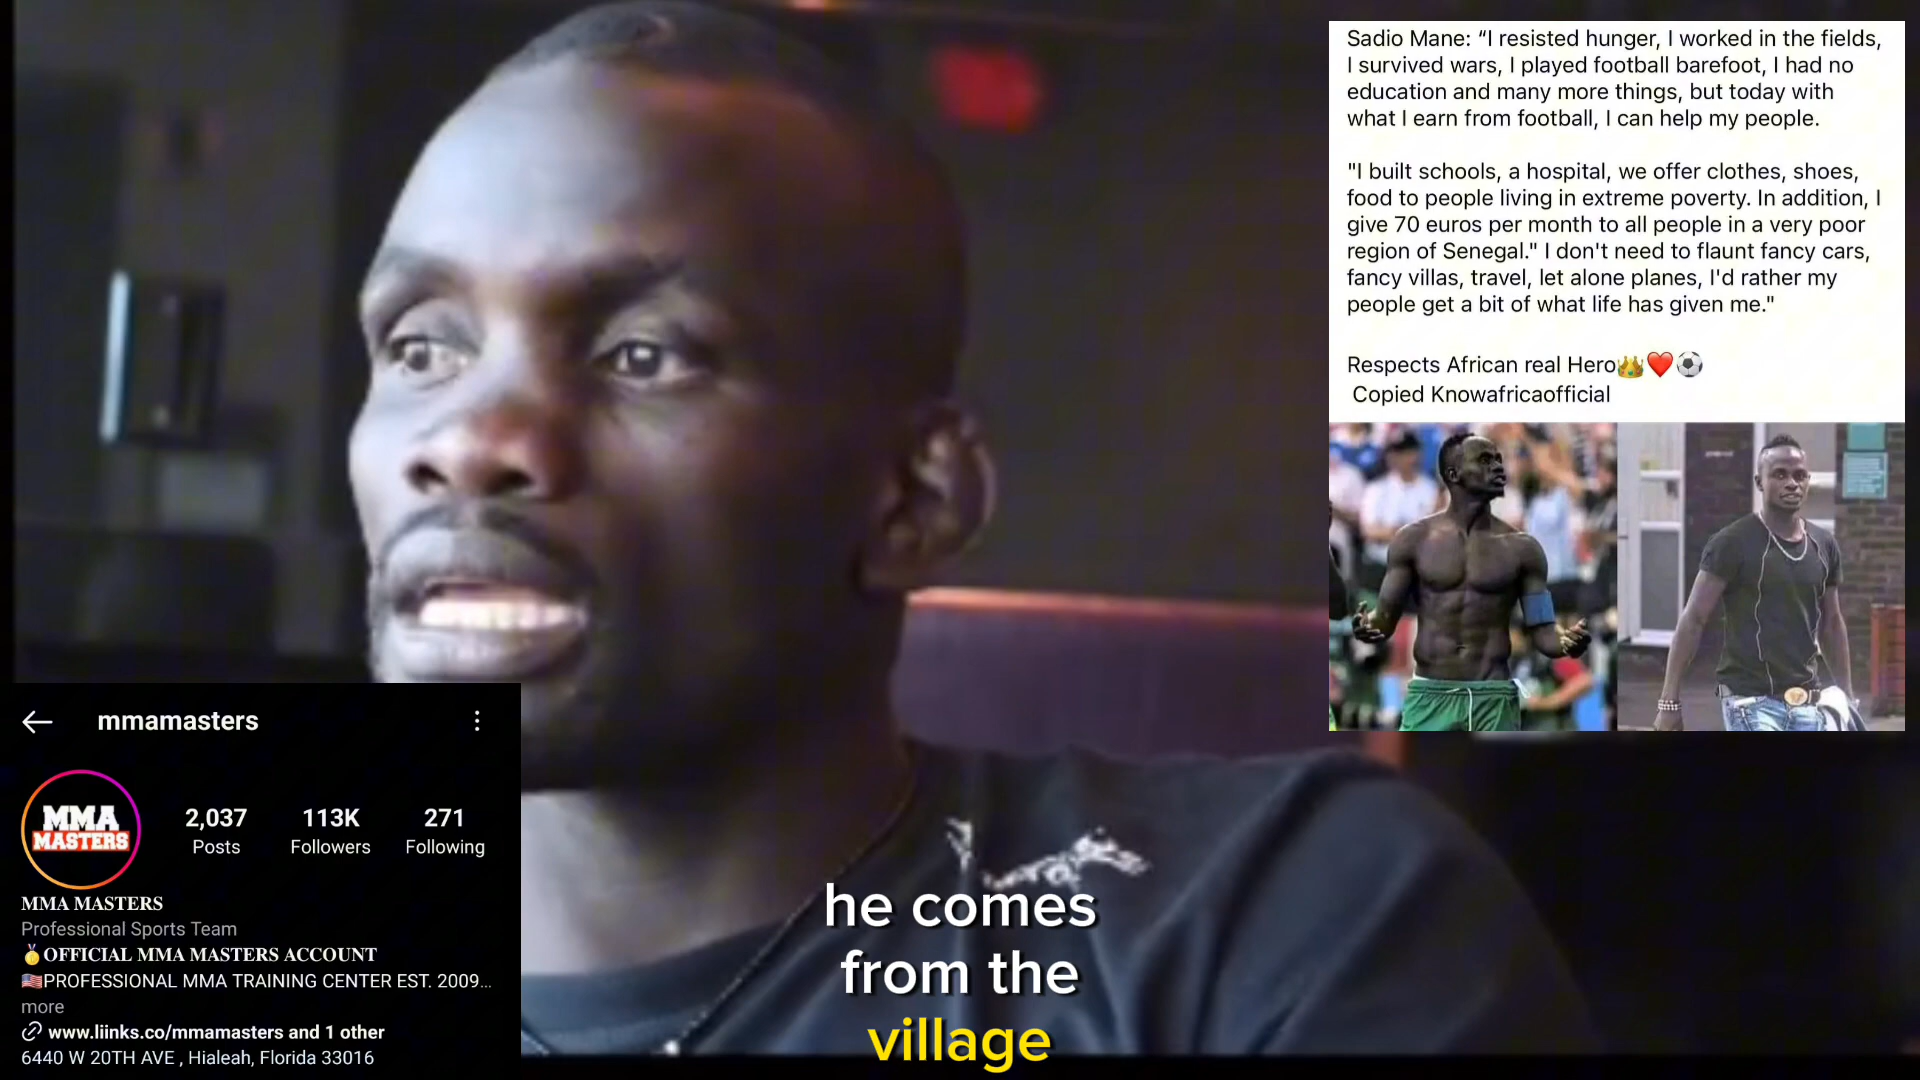 Sadio Mane: “I resisted hunger, I worked in the fields,
I survived wars, I played football barefoot, I had no
education and many more things, but today with
what I earn from football, I can help my people.
"I built schools, a hospital, we offer clothes, shoes,
food to people living in extreme poverty. In addition, I
give 70 euros per month to all people in a very poor
region of Senegal." I don't need to flaunt fancy cars,
fancy villas, travel, let alone planes, I'd rather my
people get a bit of what life has given me."
Respects African real Hero👑❤️⚽
Copied Knowafricaofficial
mmamasters
MMA
MASTERS
2,037 113K 271
Posts Followers Following
MMA MASTERS
Professional Sports Team
🏅OFFICIAL MMA MASTERS ACCOUNT
🇺🇸PROFESSIONAL MMA TRAINING CENTER EST. 2009...
more
www.liinks.co/mmamasters and 1 other
6440 W 20TH AVE , Hialeah, Florida 33016
he comes
from the
village